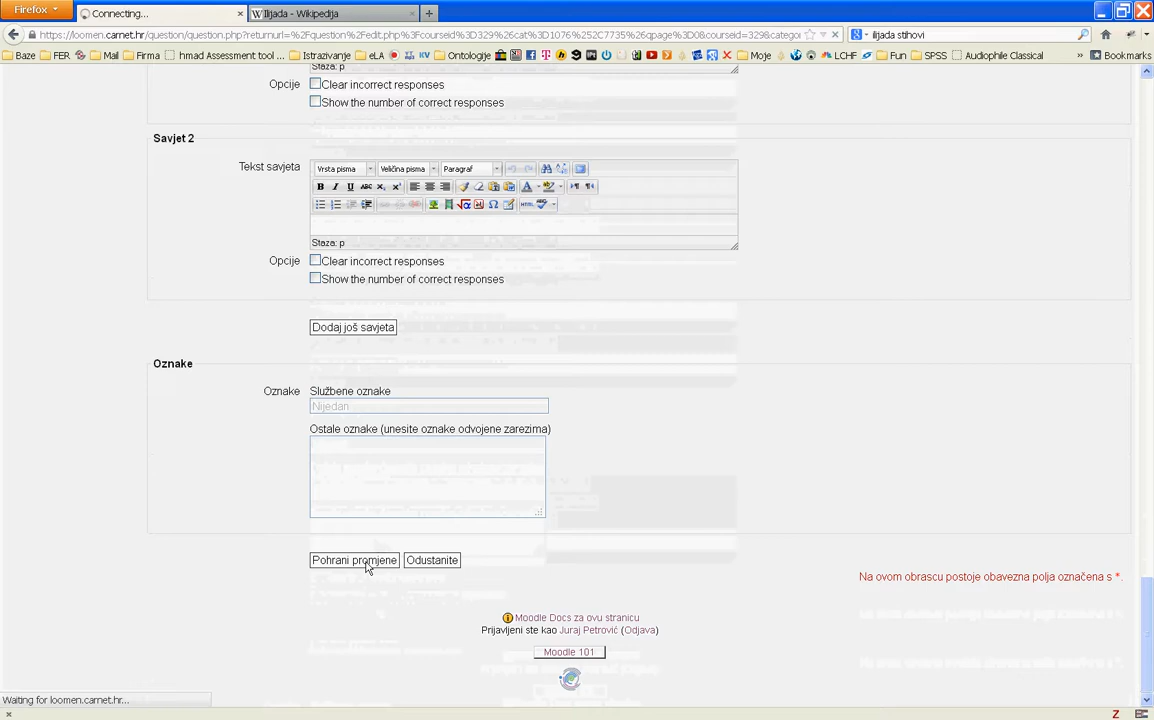 Firefox
Connecting...
Ilijada - Wikipedija
https://loomen.carnet.hr/question/question.php?returnurl=%2Fquestion%2Fedit.php%3Fcourseid%3D329%26cat%3D1076%252C7735%26qpage%3D0&courseid=329&catego
ilijada stihovi
Baze FER Mail Firma hmad Assessment tool ... Istrazivanje eLA KV Ontologije Moje LCHF Fun SPSS Audiophile Classical Bookmarks
Staza: p
Opcije Clear incorrect responses
Show the number of correct responses
Savjet 2
Tekst savjeta Vrsta pisma Veličina pisma Paragraf
Staza: p
Opcije Clear incorrect responses
Show the number of correct responses
Dodaj još savjeta
Oznake
Oznake Službene oznake
Nijedan
Ostale oznake (unesite oznake odvojene zarezima)
Pohrani promjene Odustanite
Na ovom obrascu postoje obavezna polja označena s *.
Moodle Docs za ovu stranicu
Prijavljeni ste kao Juraj Petrović (Odjava)
Moodle 101
Waiting for loomen.carnet.hr...